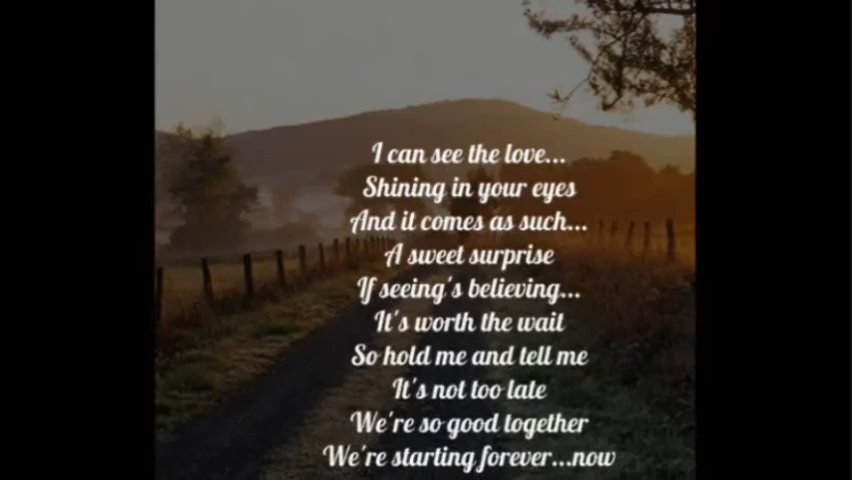 I can see the love...
Shining in your eyes
And it comes as such...
A sweet surprise
If seeing's believing...
It's worth the wait
So hold me and tell me
It's not too late
We're so good together
We're starting forever...now